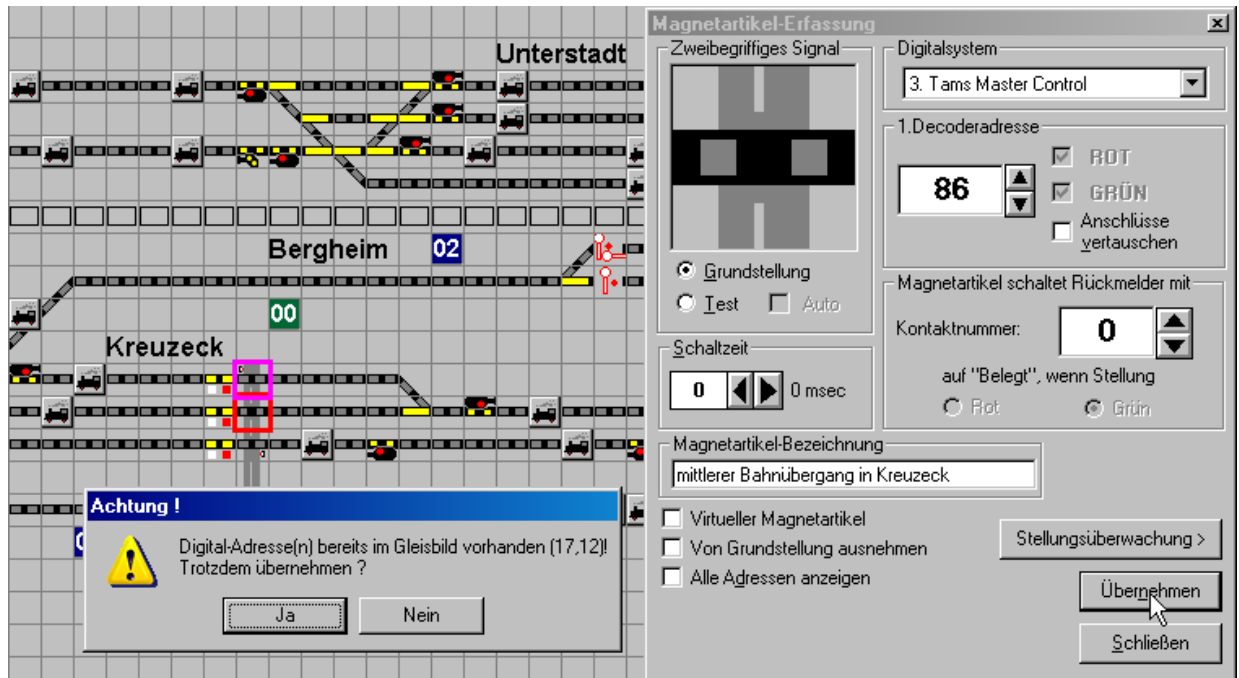 Unterstadt
Bergheim
02
00
Kreuzeck
Achtung !
Digital-Adresse(n) bereits im Gleisbild vorhanden (17,12)!
Trotzdem übernehmen ?
Ja
Nein
Magnetartikel-Erfassung
Zweibegriffiges Signal
Grundstellung
Test
Auto
Schaltzeit
0
0 msec
Digitalsystem
3. Tams Master Control
1.Decoderadresse
86
ROT
GRÜN
Anschlüsse
vertauschen
Magnetartikel schaltet Rückmelder mit
Kontaktnummer:
0
auf "Belegt", wenn Stellung
Rot
Grün
Magnetartikel-Bezeichnung
mittlerer Bahnübergang in Kreuzeck
Virtueller Magnetartikel
Von Grundstellung ausnehmen
Alle Adressen anzeigen
Stellungsüberwachung >
Übernehmen
Schließen